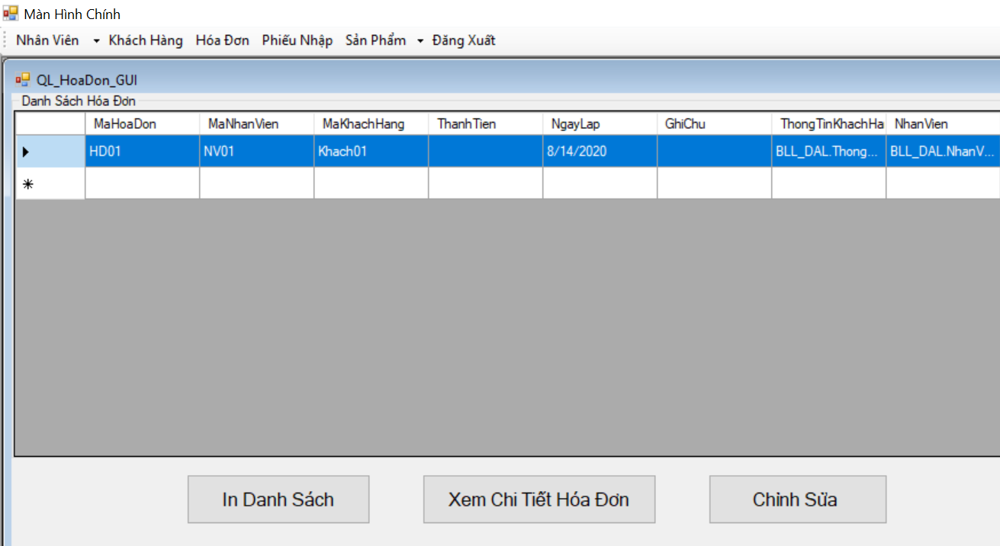 Màn Hình Chính
Nhân Viên Khách Hàng Hóa Đơn Phiếu Nhập Sản Phẩm Đăng Xuất
QL_HoaDon_GUI
Danh Sách Hóa Đơn
MaHoaDon MaNhanVien MaKhachHang ThanhTien NgayLap GhiChu ThongTinKhachHa NhanVien
HD01 NV01 Khach01 8/14/2020 BLL_DAL.Thong... BLL_DAL.NhanV...
In Danh Sách Xem Chi Tiết Hóa Đơn Chỉnh Sửa